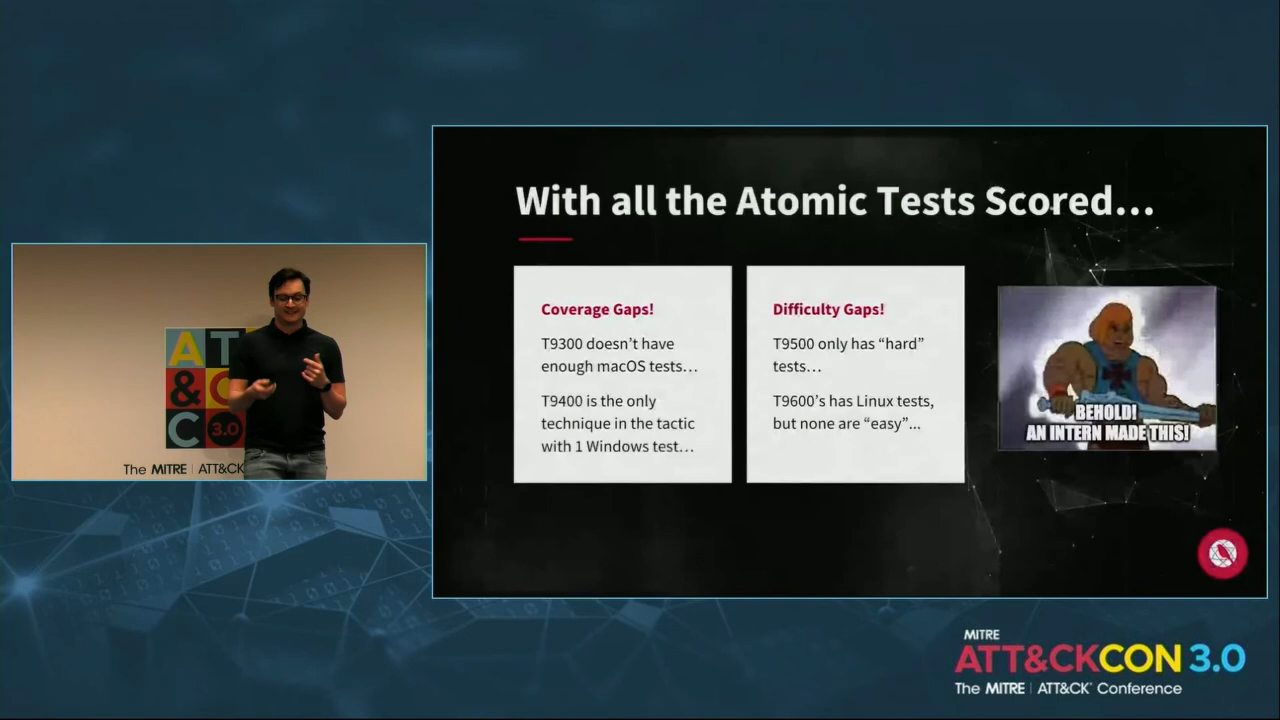 With all the Atomic Tests Scored...
Coverage Gaps!
T9300 doesn't have
enough macOS tests...
T9400 is the only
technique in the tactic
with 1 Windows test...
Difficulty Gaps!
T9500 only has “hard”
tests...
T9600's has Linux tests,
but none are “easy”...
BEHOLD!
AN INTERN MADE THIS!
A T
& C
C 3.0
The MITRE | ATT&CK
MITRE
ATT&CKCON 3.0
The MITRE | ATT&CK® Conference